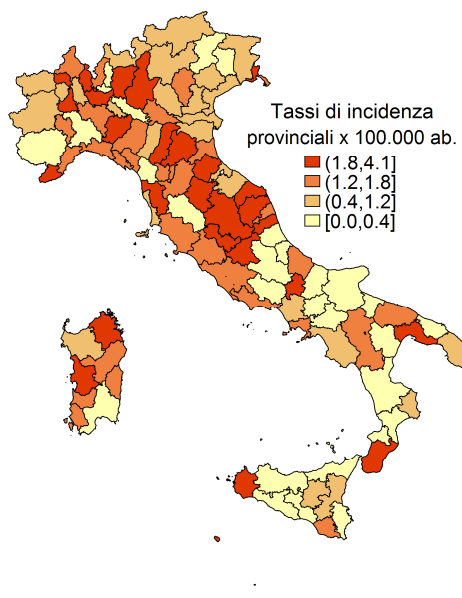 Tassi di incidenza
provinciali x 100.000 ab.
(1.8,4.1]
(1.2,1.8]
(0.4,1.2]
[0.0,0.4]